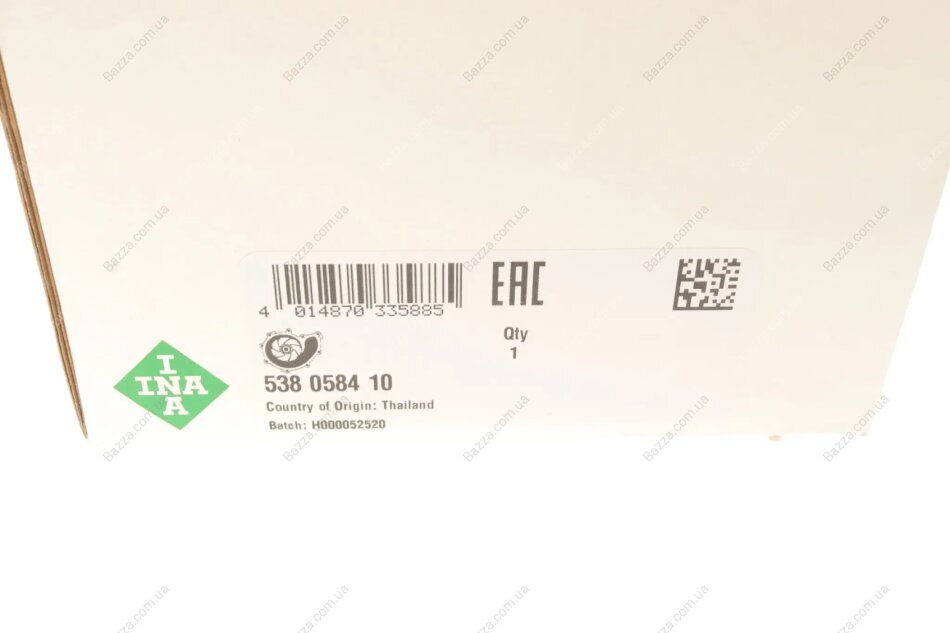 Bazza.com.ua
EAC
4 014870 335885
Qty
1
I
INA
A
538 0584 10
Country of Origin: Thailand
Batch: H000052520